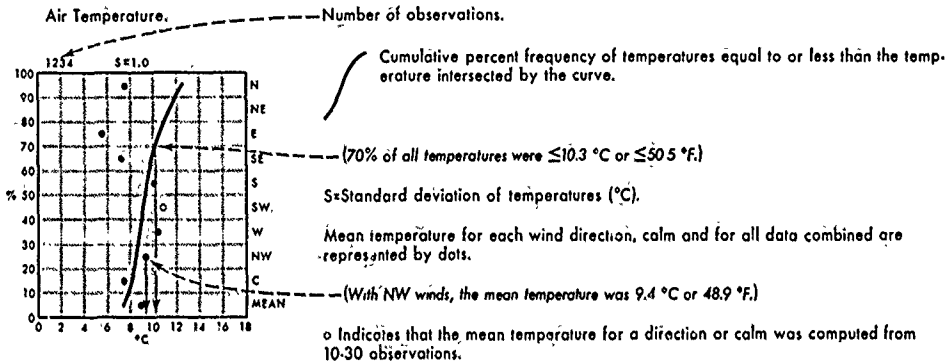 Air Temperature.
Number of observations.
1234 S=1.0
Cumulative percent frequency of temperatures equal to or less than the temp-
erature intersected by the curve.
100 N
90 NE
80 E
70 SE
60 S
50 SW
40 W
30 NW
20 C
10 MEAN
0
%
0 2 4 6 8 10 12 14 16 18
°C
(70% of all temperatures were ≤10.3 °C or ≤50.5 °F.)
S=Standard deviation of temperatures (°C).
Mean temperature for each wind direction, calm and for all data combined are
represented by dots.
(With NW winds, the mean temperature was 9.4 °C or 48.9 °F.)
o Indicates that the mean temperature for a direction or calm was computed from
10-30 observations.